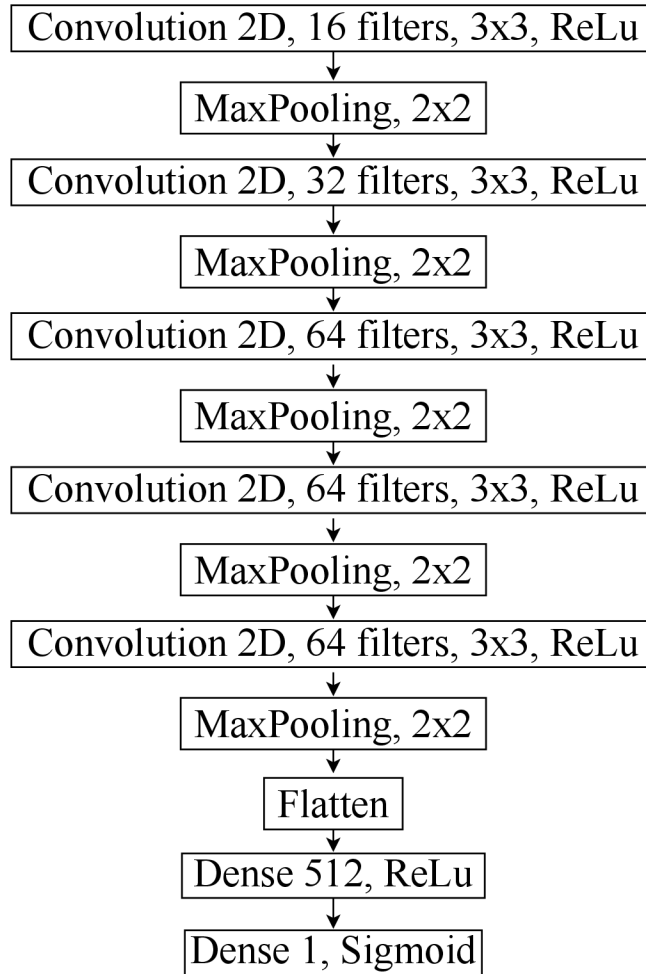 Convolution 2D, 16 filters, 3x3, ReLu
MaxPooling, 2x2
Convolution 2D, 32 filters, 3x3, ReLu
MaxPooling, 2x2
Convolution 2D, 64 filters, 3x3, ReLu
MaxPooling, 2x2
Convolution 2D, 64 filters, 3x3, ReLu
MaxPooling, 2x2
Convolution 2D, 64 filters, 3x3, ReLu
MaxPooling, 2x2
Flatten
Dense 512, ReLu
Dense 1, Sigmoid